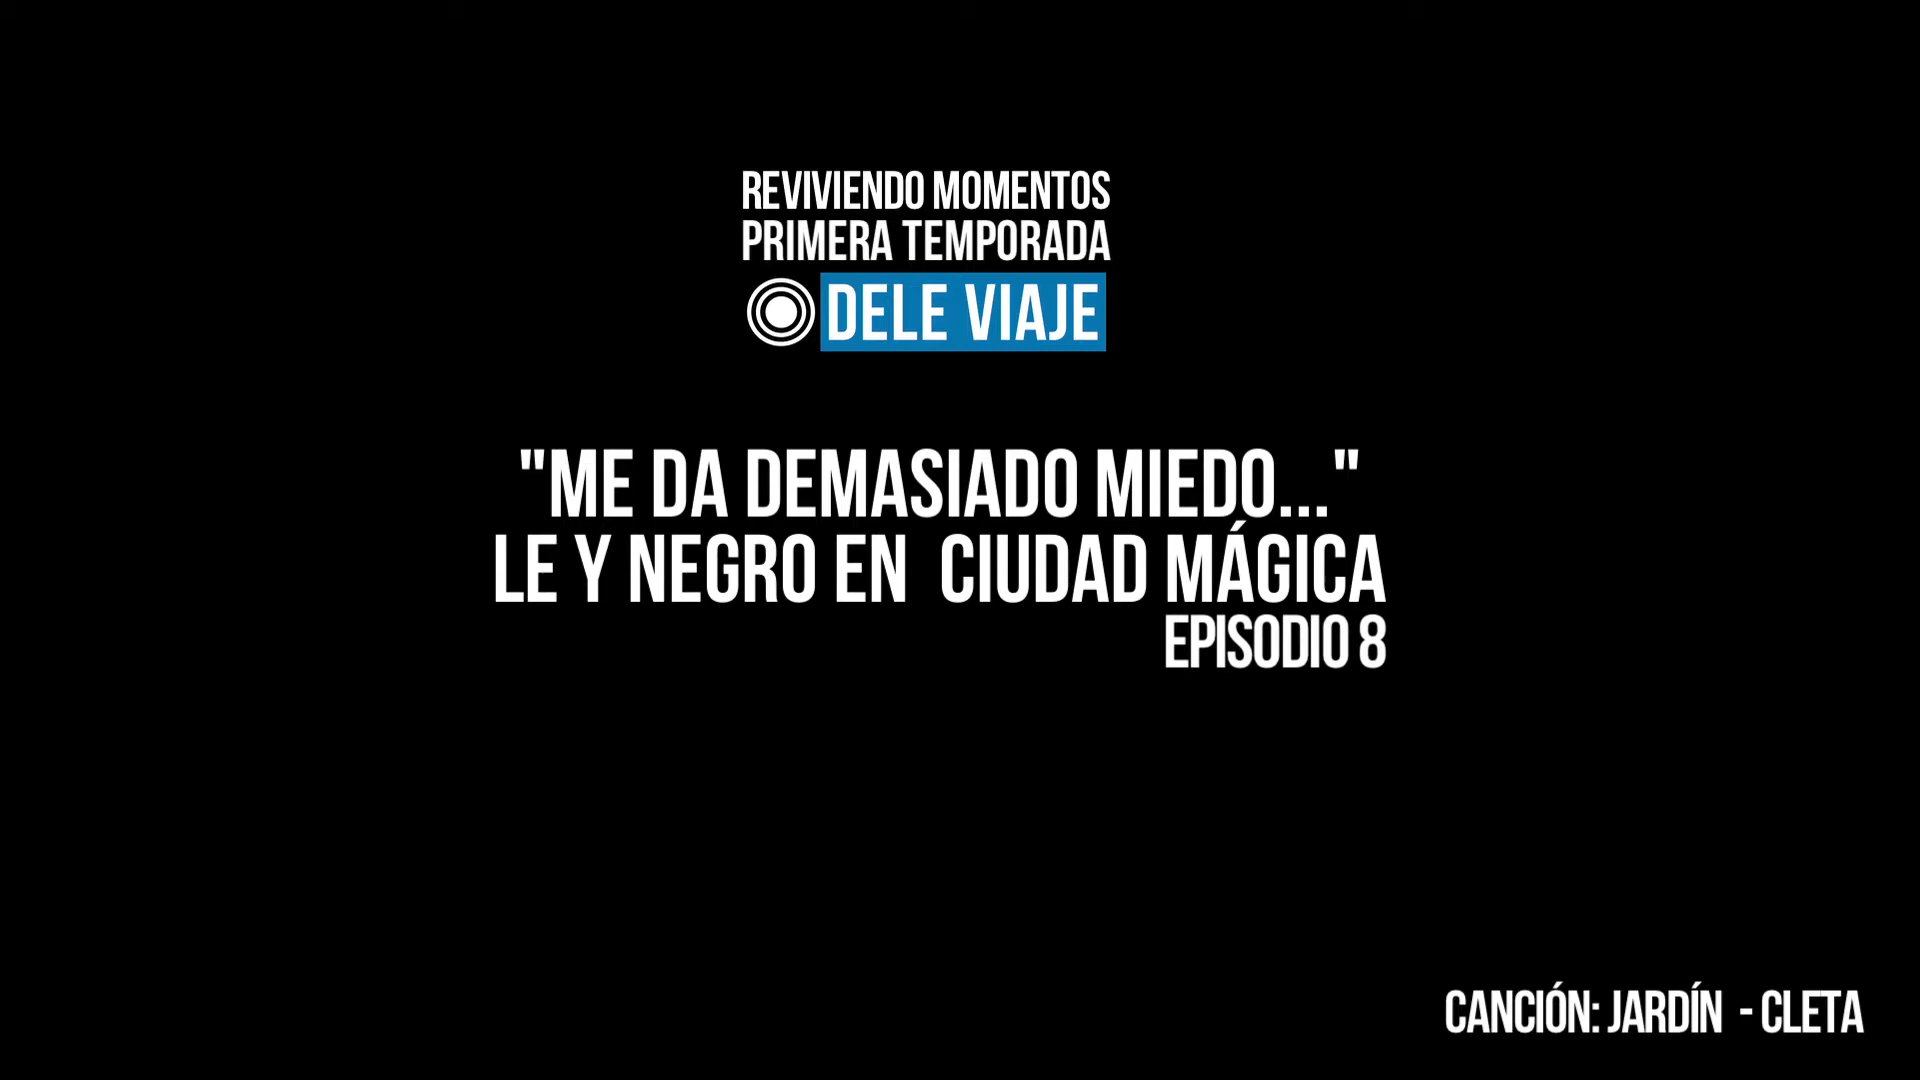 REVIVIENDO MOMENTOS
PRIMERA TEMPORADA
DELE VIAJE
"ME DA DEMASIADO MIEDO..."
LE Y NEGRO EN CIUDAD MÁGICA
EPISODIO 8
CANCIÓN: JARDÍN - CLETA